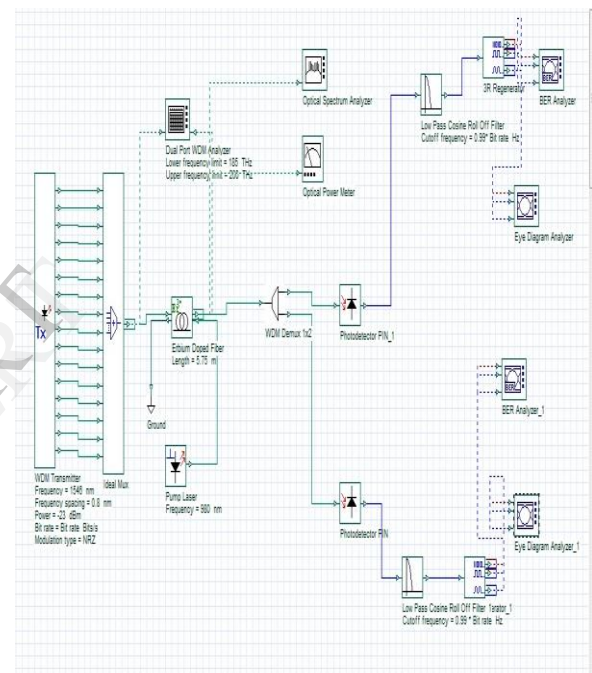 3R Regenerator
BER Analyzer
Optical Spectrum Analyzer
Low Pass Cosine Roll Off Filter
Cutoff frequency = 0.99* Bit rate Hz
Dual Port WDM Analyzer
Lower frequency limit = 185 THz
Upper frequency limit = 200 THz
Optical Power Meter
Eye Diagram Analyzer
Tx
WDM Demux 1x2
Photodetector PIN_1
Erbium Doped Fiber
Length = 5.75 m
BER Analyzer_1
Ground
WDM Transmitter
Frequency = 1546 nm
Frequency spacing = 0.8 nm
Power = -23 dBm
Bit rate = Bit rate Bits/s
Modulation type = NRZ
Ideal Mux
Pump Laser
Frequency = 980 nm
Photodetector PIN
Eye Diagram Analyzer_1
Low Pass Cosine Roll Off Filter
Cutoff frequency = 0.99 * Bit rate Hz